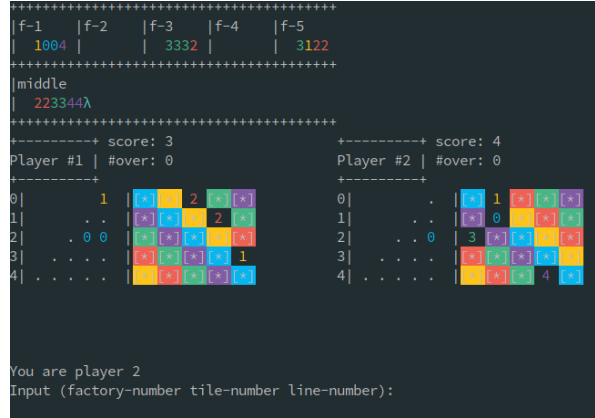 +++++++++++++++++++++++++++++++++++++++++
|f-1    |f-2    |f-3    |f-4    |f-5
|  1004 |       |  3332 |       |  3122
+++++++++++++++++++++++++++++++++++++++++
|middle
|  223344λ
+++++++++++++++++++++++++++++++++++++++++
+---------+ score: 3                    +---------+ score: 4
Player #1 | #over: 0                    Player #2 | #over: 0
+---------+                             +---------+
0|         1  |[*][*] 2 [*][*]          0|         .  |[*] 1 [*][*][*]
1|       . .  |[*][*][*] 2 [*]          1|       . .  |[*] 0 [*][*][*]
2|     . 0 0  |[*][*][*][*][*]          2|     . . 0  | 3 [*][*][*][*]
3|   . . . .  |[*][*][*][*] 1           3|   . . . .  |[*][*][*][*][*]
4| . . . . .  |[*][*][*][*][*]          4| . . . . .  |[*][*][*] 4 [*]
You are player 2
Input (factory-number tile-number line-number):